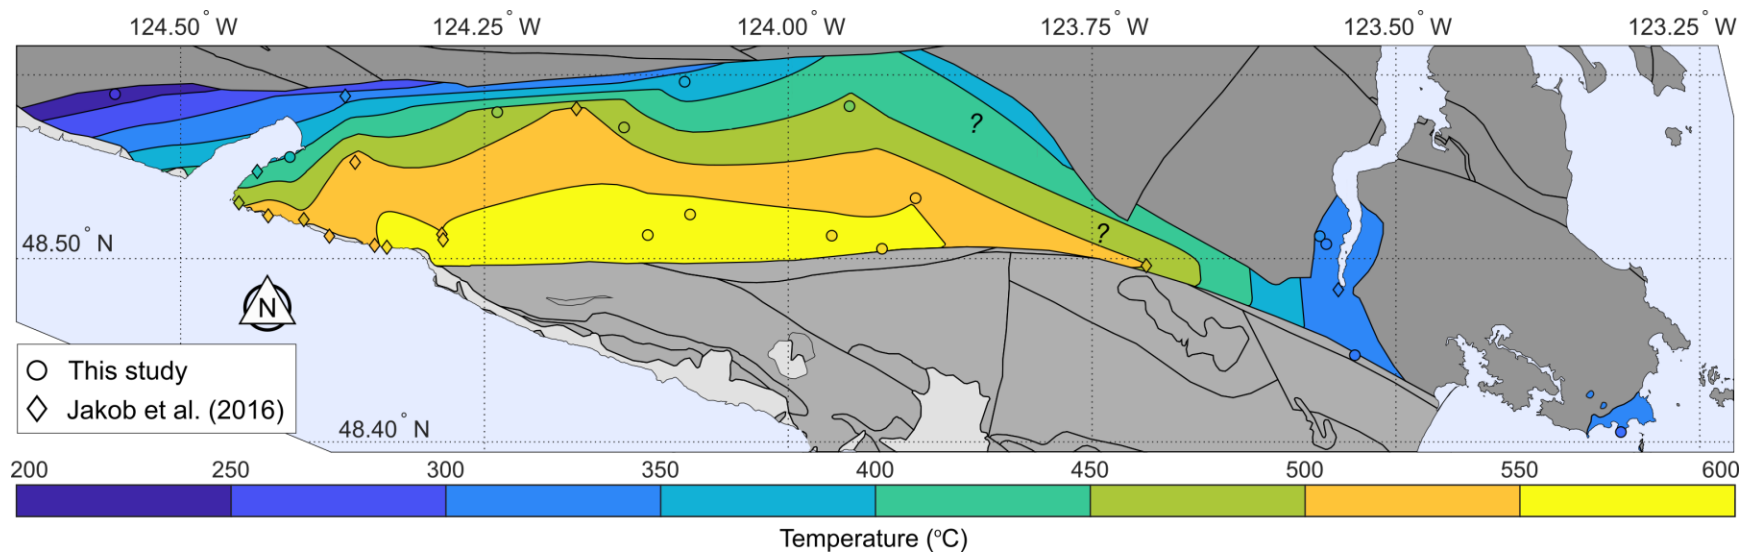 124.50 ° W 124.25 ° W 124.00 ° W 123.75 ° W 123.50 ° W 123.25 ° W
?
?
48.50 ° N
N
This study
Jakob et al. (2016)
48.40 ° N
200 250 300 350 400 450 500 550 600
Temperature (°C)